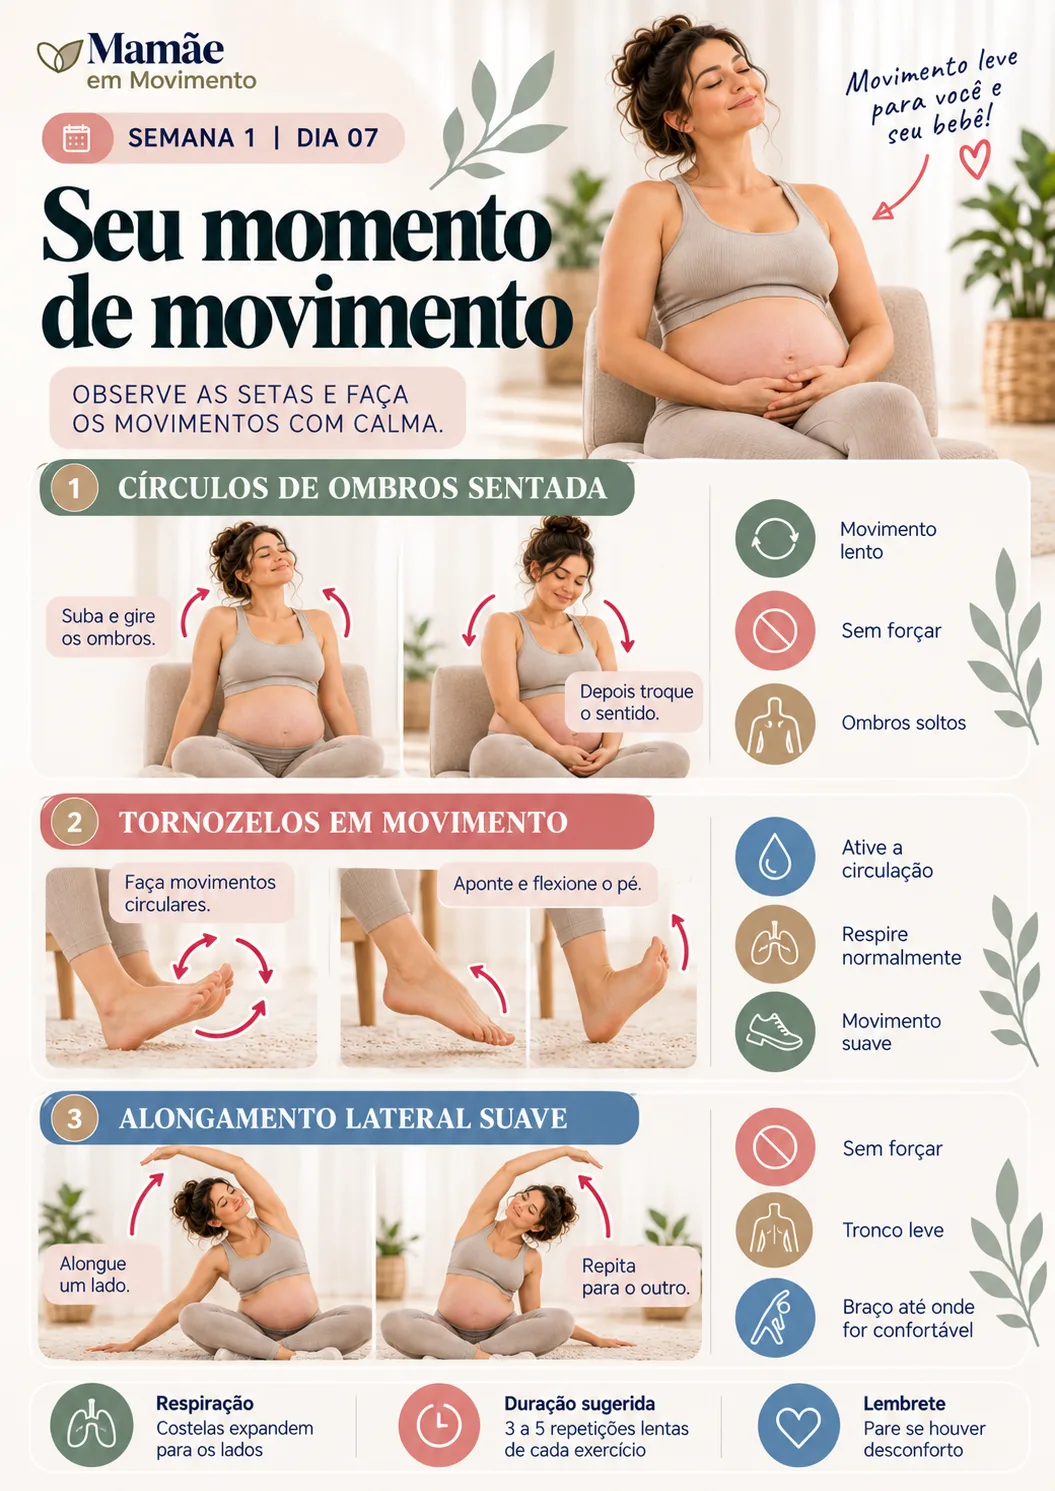 Mamãe
em Movimento
SEMANA 1 | DIA 07
Seu momento
de movimento
OBSERVE AS SETAS E FAÇA
OS MOVIMENTOS COM CALMA.
Movimento leve
para você e
seu bebê!
1 CÍRCULOS DE OMBROS SENTADA
Suba e gire
os ombros.
Depois troque
o sentido.
Movimento
lento
Sem forçar
Ombros soltos
2 TORNOZELOS EM MOVIMENTO
Faça movimentos
circulares.
Aponte e flexione o pé.
Ative a
circulação
Respire
normalmente
Movimento
suave
3 ALONGAMENTO LATERAL SUAVE
Alongue
um lado.
Repita
para o outro.
Sem forçar
Tronco leve
Braço até onde
for confortável
Respiração
Costelas expandem
para os lados
Duração sugerida
3 a 5 repetições lentas
de cada exercício
Lembrete
Pare se houver
desconforto